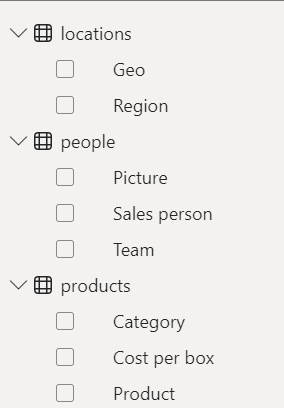 locations
Geo
Region
people
Picture
Sales person
Team
products
Category
Cost per box
Product